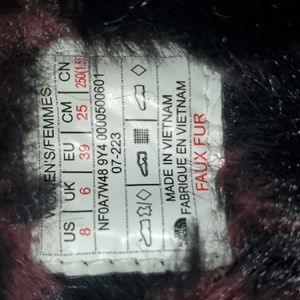 WOMEN'S/FEMMES
US UK EU CM CN
8 6 39 25 250(1.5)
NF0A7W48 9Y4 0000500601
07-223
MADE IN VIETNAM
FABRIQUE EN VIETNAM
FAUX FUR